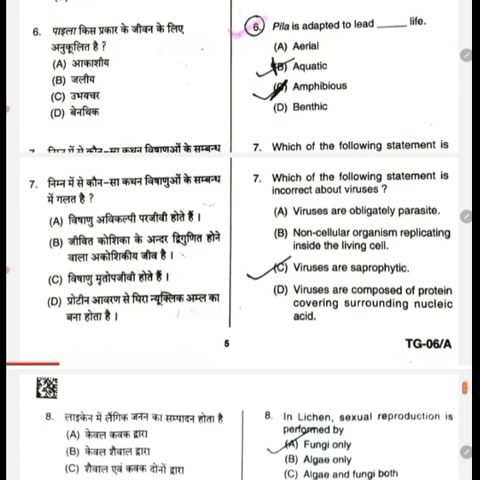 6. पाइला किस प्रकार के जीवन के लिए
अनुकूलित है ?
(A) आकाशीय
(B) जलीय
(C) उभयचर
(D) बेनथिक
6. Pila is adapted to lead ______ life.
(A) Aerial
(B) Aquatic
(C) Amphibious
(D) Benthic
7. निम्न में से कौन-सा कथन विषाणुओं के सम्बन्ध
7. Which of the following statement is
7. निम्न में से कौन-सा कथन विषाणुओं के सम्बन्ध
में गलत है ?
(A) विषाणु अविकल्पी परजीवी होते हैं ।
(B) जीवित कोशिका के अन्दर द्विगुणित होने
वाला अकोशिकीय जीव है ।
(C) विषाणु मृतोपजीवी होते हैं ।
(D) प्रोटीन आवरण से घिरा न्यूक्लिक अम्ल का
बना होता है ।
7. Which of the following statement is
incorrect about viruses ?
(A) Viruses are obligately parasite.
(B) Non-cellular organism replicating
inside the living cell.
(C) Viruses are saprophytic.
(D) Viruses are composed of protein
covering surrounding nucleic
acid.
5
TG-06/A
8. लाइकेन में लैंगिक जनन का सम्पादन होता है
(A) केवल कवक द्वारा
(B) केवल शैवाल द्वारा
(C) शैवाल एवं कवक दोनों द्वारा
8. In Lichen, sexual reproduction is
performed by
(A) Fungi only
(B) Algae only
(C) Algae and fungi both